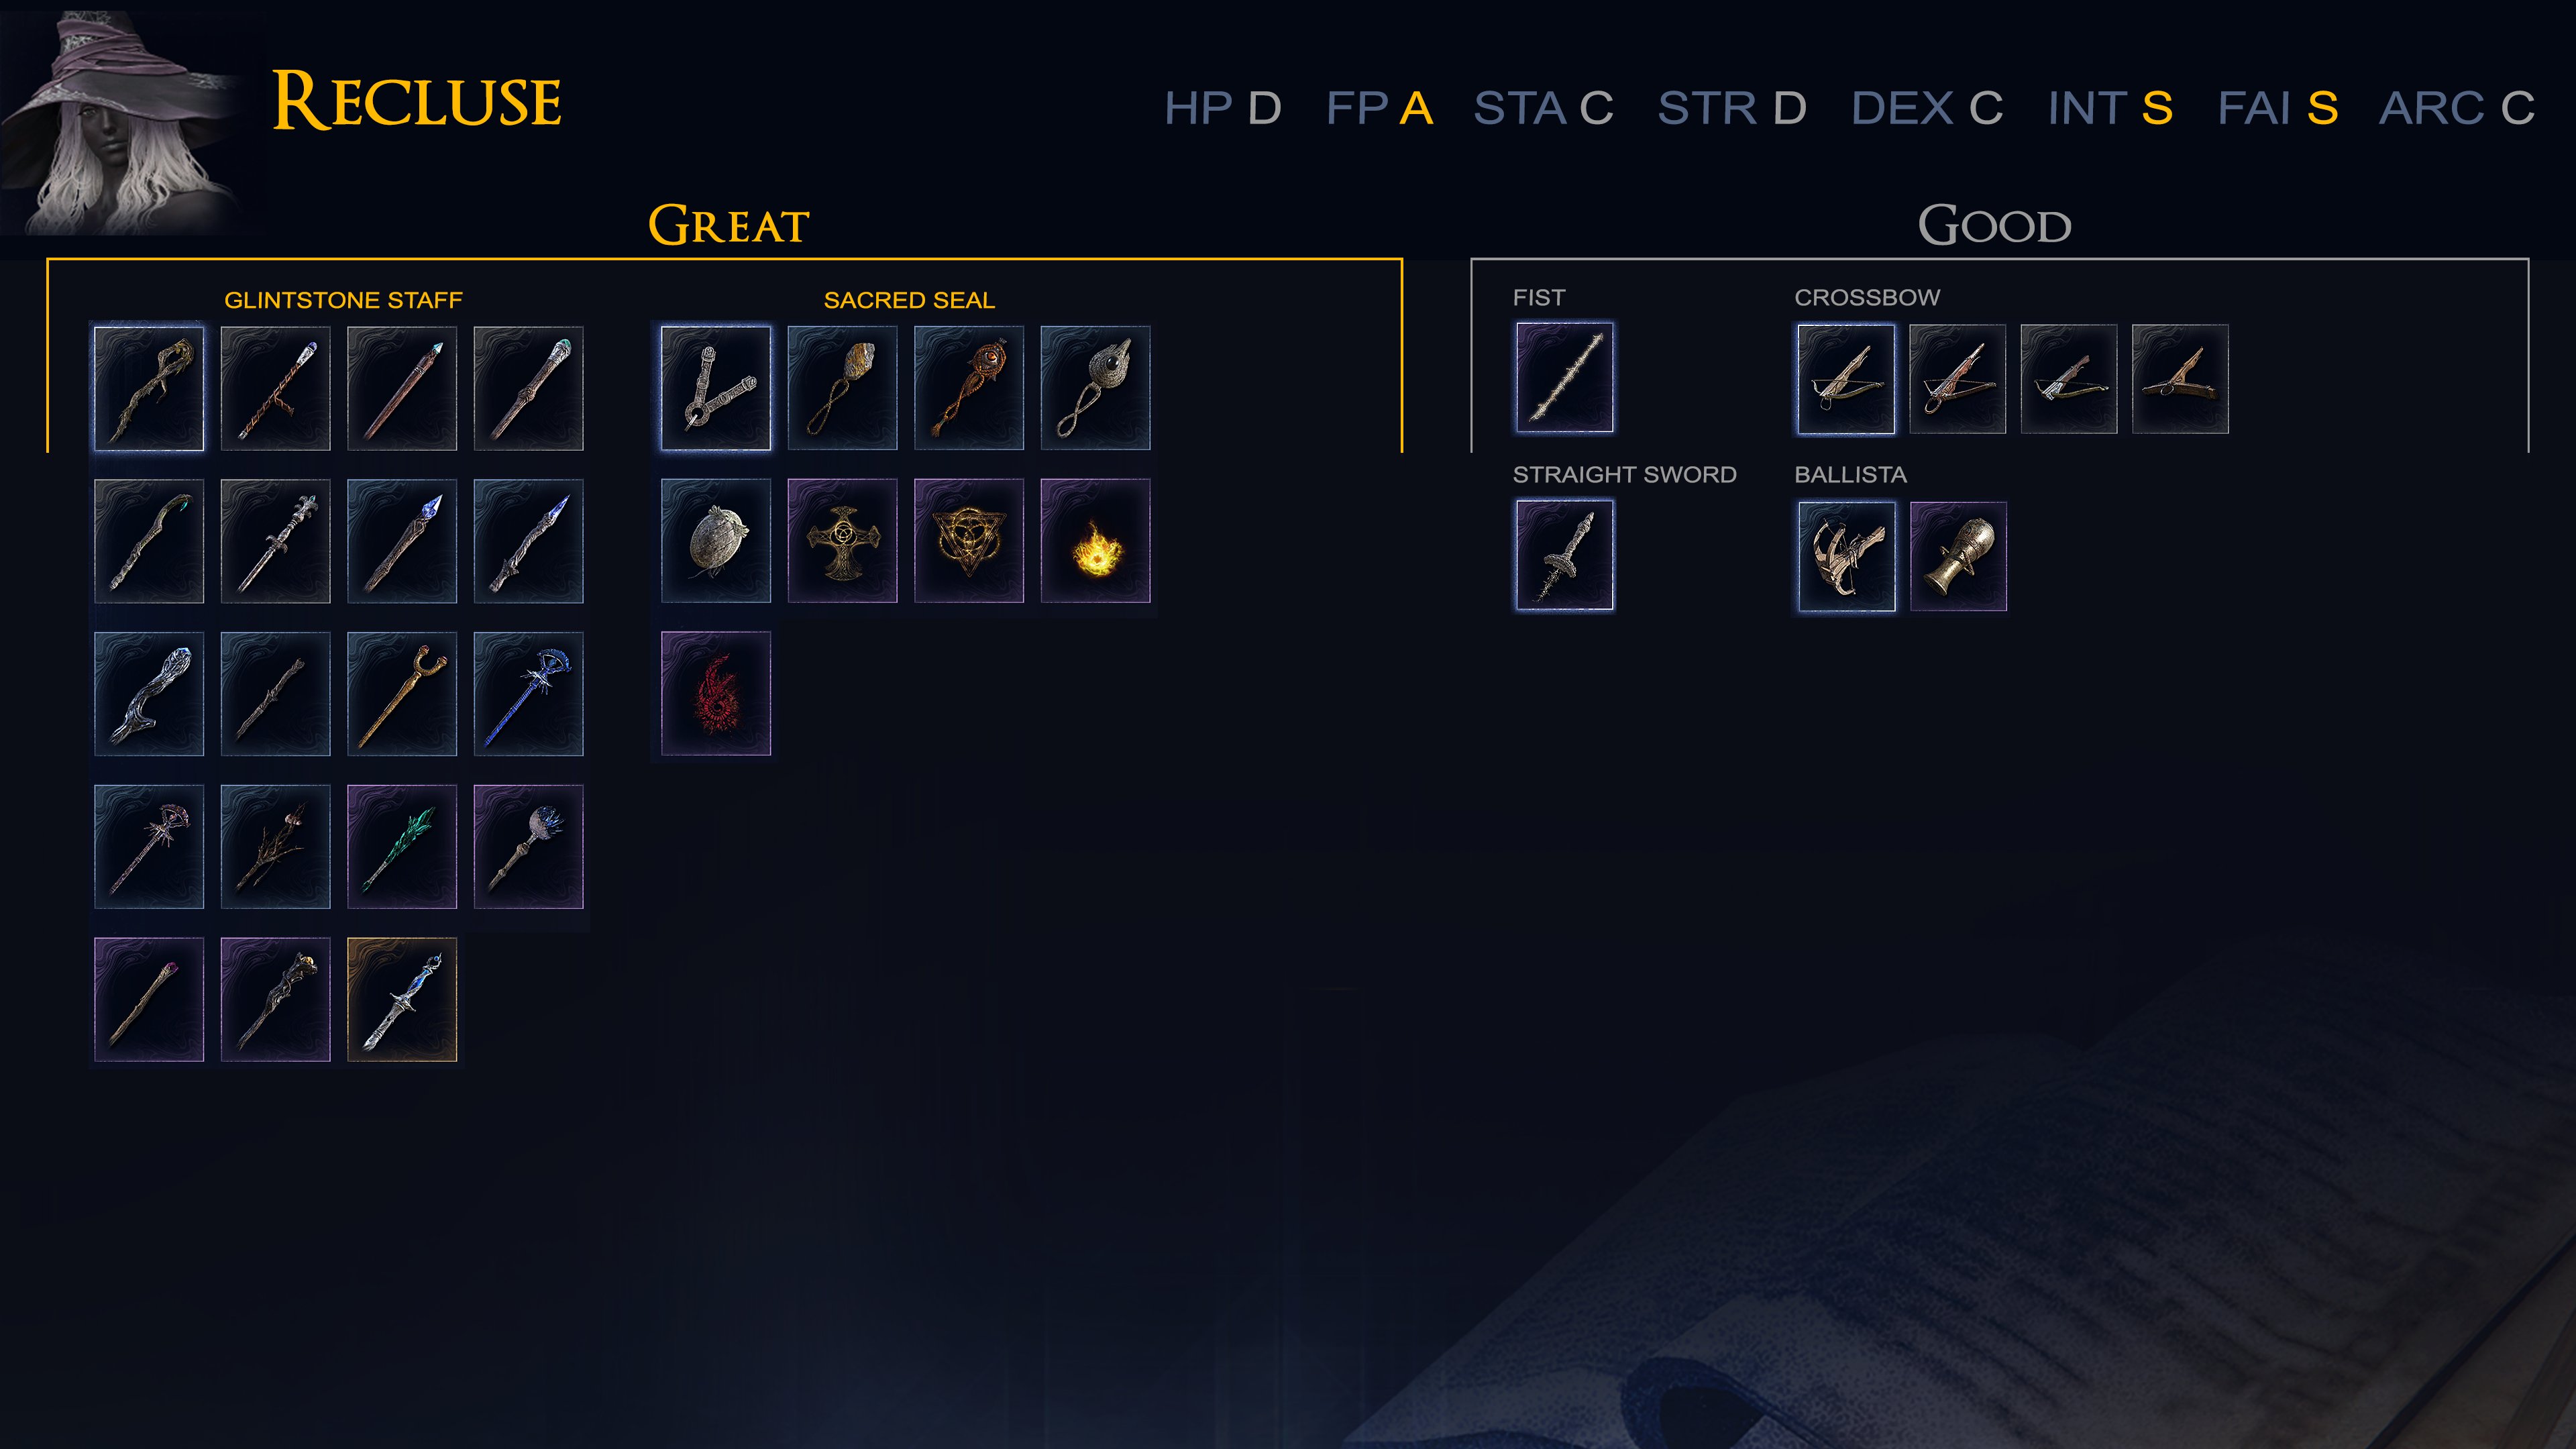 RECLUSE
HP D FP A STA C STR D DEX C INT S FAI S ARC C
GREAT
GOOD
GLINTSTONE STAFF
SACRED SEAL
FIST
CROSSBOW
STRAIGHT SWORD
BALLISTA